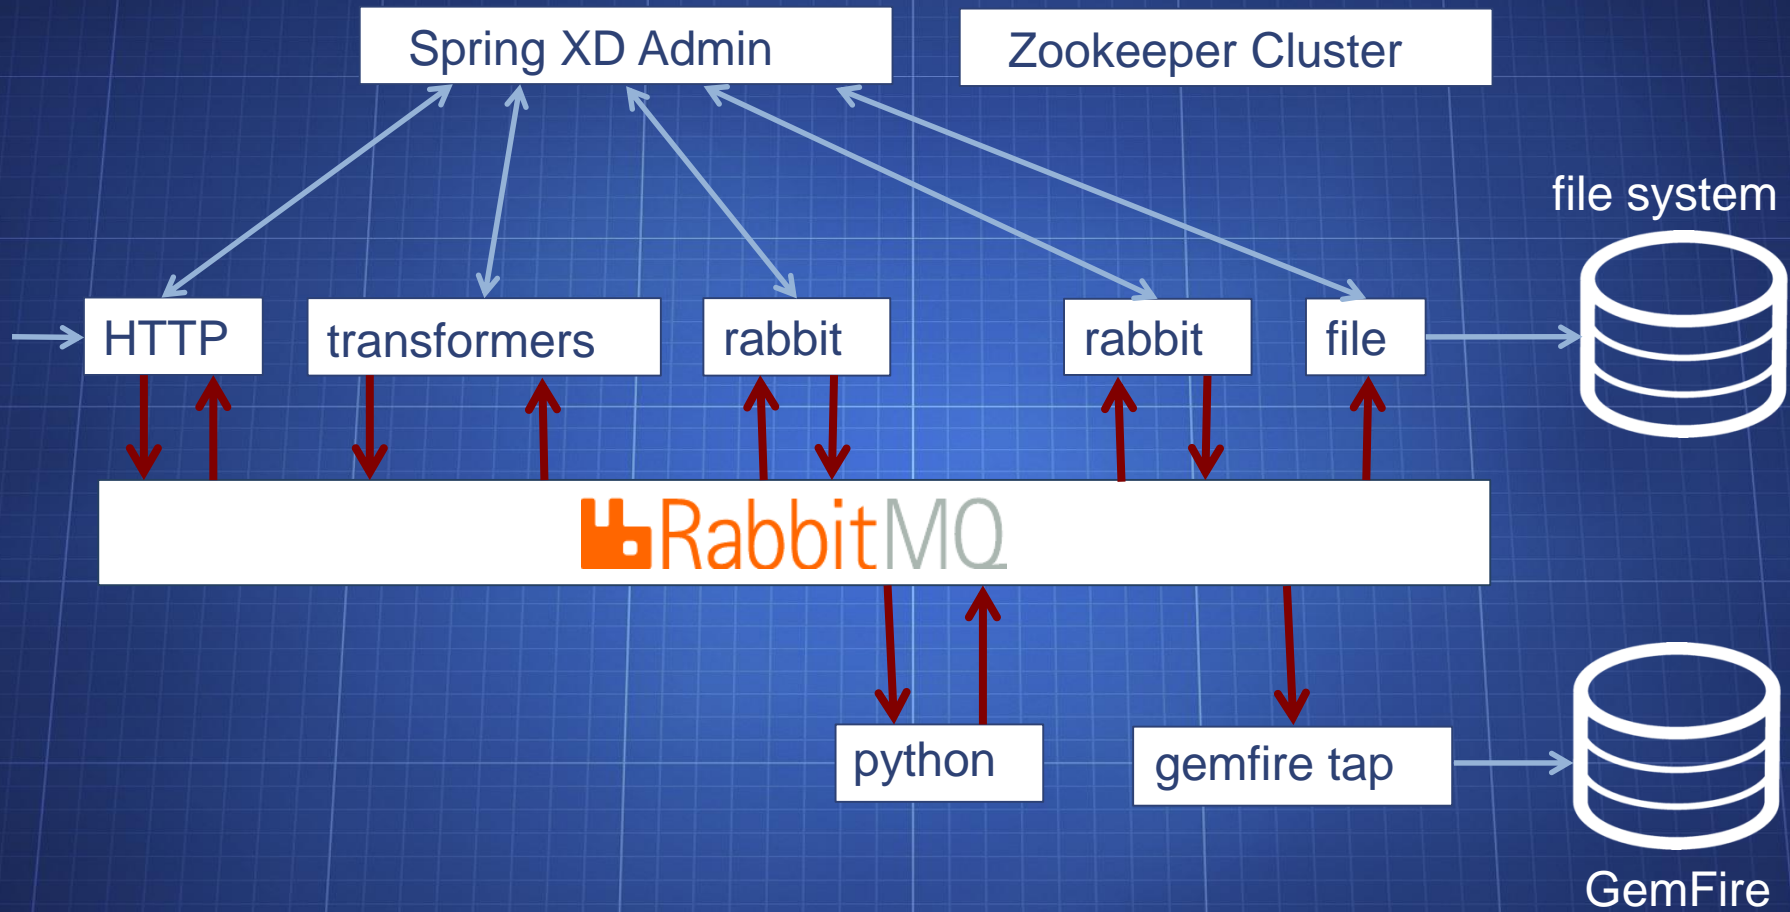 Spring XD Admin
Zookeeper Cluster
file system
HTTP
transformers
rabbit
rabbit
file
RabbitMQ
python
gemfire tap
GemFire